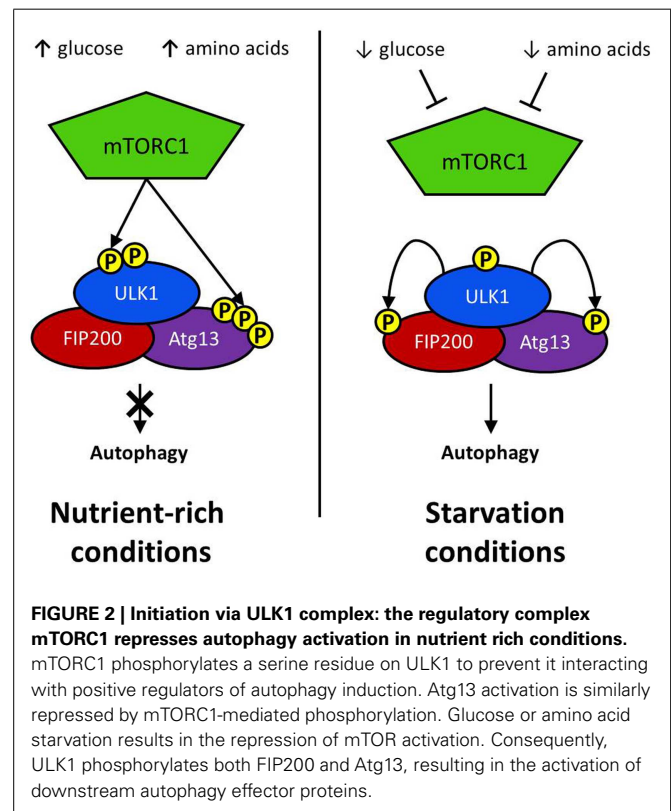 ↑ glucose ↑ amino acids
mTORC1
P P
ULK1
P P P
FIP200 Atg13
Autophagy
Nutrient-rich
conditions
↓ glucose ↓ amino acids
mTORC1
P
ULK1
P P
FIP200 Atg13
Autophagy
Starvation
conditions
FIGURE 2 | Initiation via ULK1 complex: the regulatory complex
mTORC1 represses autophagy activation in nutrient rich conditions.
mTORC1 phosphorylates a serine residue on ULK1 to prevent it interacting
with positive regulators of autophagy induction. Atg13 activation is similarly
repressed by mTORC1-mediated phosphorylation. Glucose or amino acid
starvation results in the repression of mTOR activation. Consequently,
ULK1 phosphorylates both FIP200 and Atg13, resulting in the activation of
downstream autophagy effector proteins.